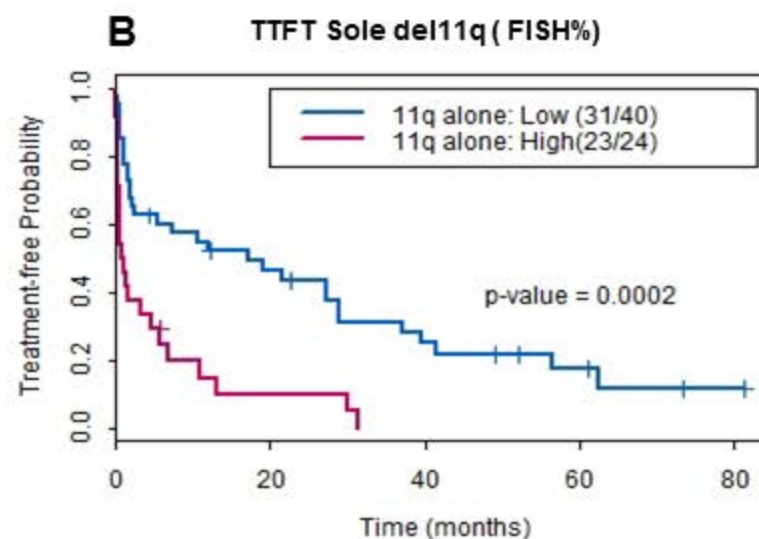 B TTFT Sole del11q ( FISH%)
11q alone: Low (31/40)
11q alone: High(23/24)
p-value = 0.0002
Treatment-free Probability
1.0
0.8
0.6
0.4
0.2
0.0
0 20 40 60 80
Time (months)